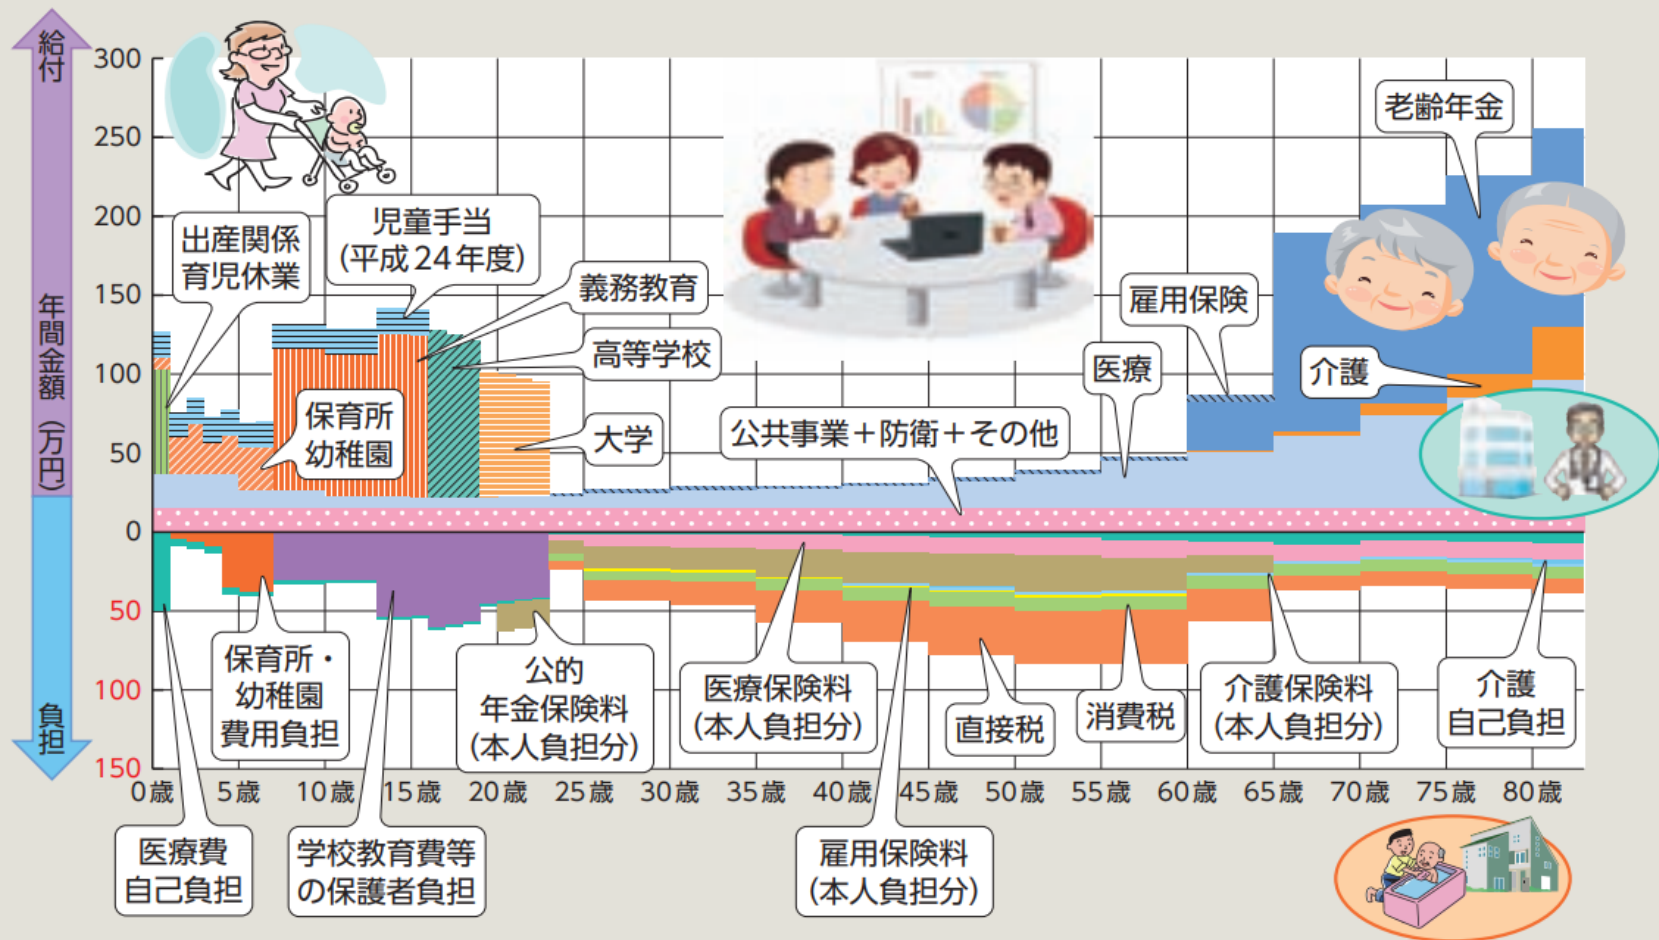 給付
年間金額(万円)
負担
300
250
200
150
100
50
0
50
100
150
出産関係
育児休業
児童手当
(平成24年度)
義務教育
高等学校
保育所
幼稚園
大学
公共事業+防衛+その他
医療
雇用保険
介護
老齢年金
保育所・
幼稚園
費用負担
公的
年金保険料
(本人負担分)
医療保険料
(本人負担分)
直接税
消費税
介護保険料
(本人負担分)
介護
自己負担
0歳
5歳
10歳
15歳
20歳
25歳
30歳
35歳
40歳
45歳
50歳
55歳
60歳
65歳
70歳
75歳
80歳
医療費
自己負担
学校教育費等
の保護者負担
雇用保険料
(本人負担分)